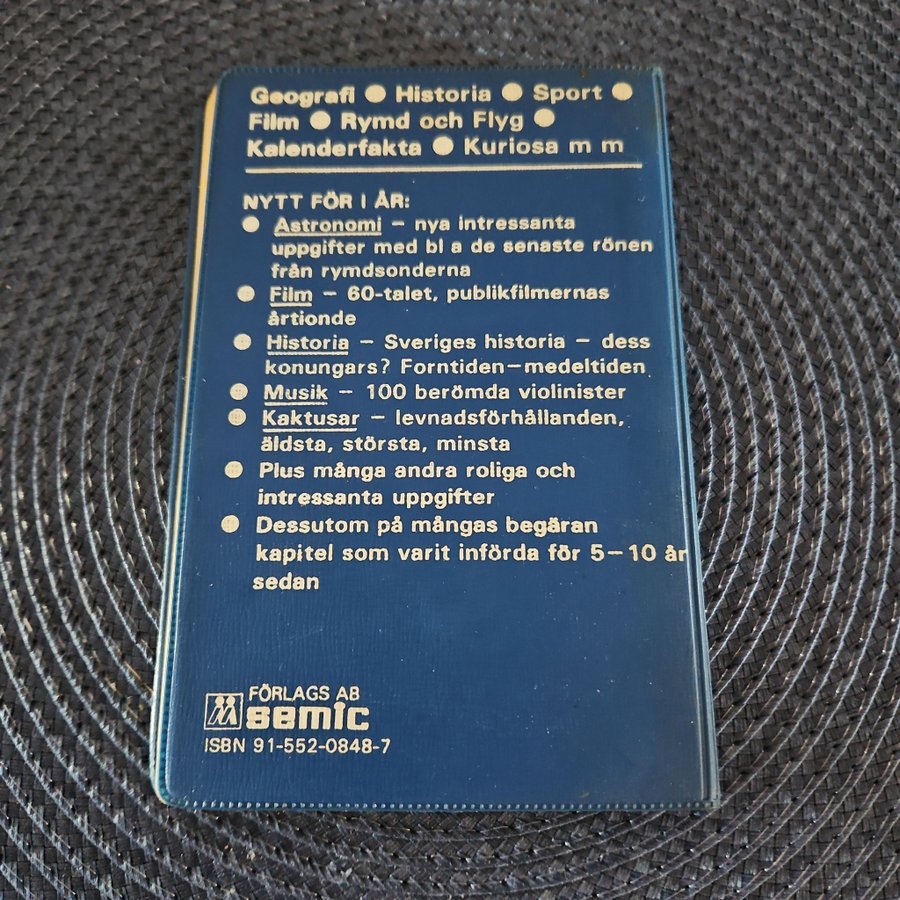 Geografi ● Historia ● Sport ●
Film ● Rymd och Flyg ●
Kalenderfakta ● Kuriosa m m
NYTT FÖR I ÅR:
● Astronomi – nya intressanta
uppgifter med bl a de senaste rönen
från rymdsonderna
● Film – 60-talet, publikfilmernas
årtionde
● Historia – Sveriges historia – dess
konungars? Forntiden–medeltiden
● Musik – 100 berömda violinister
● Kaktusar – levnadsförhållanden,
äldsta, största, minsta
● Plus många andra roliga och
intressanta uppgifter
● Dessutom på mångas begäran
kapitel som varit införda för 5–10 år
sedan
FÖRLAGS AB
semic
ISBN 91-552-0848-7